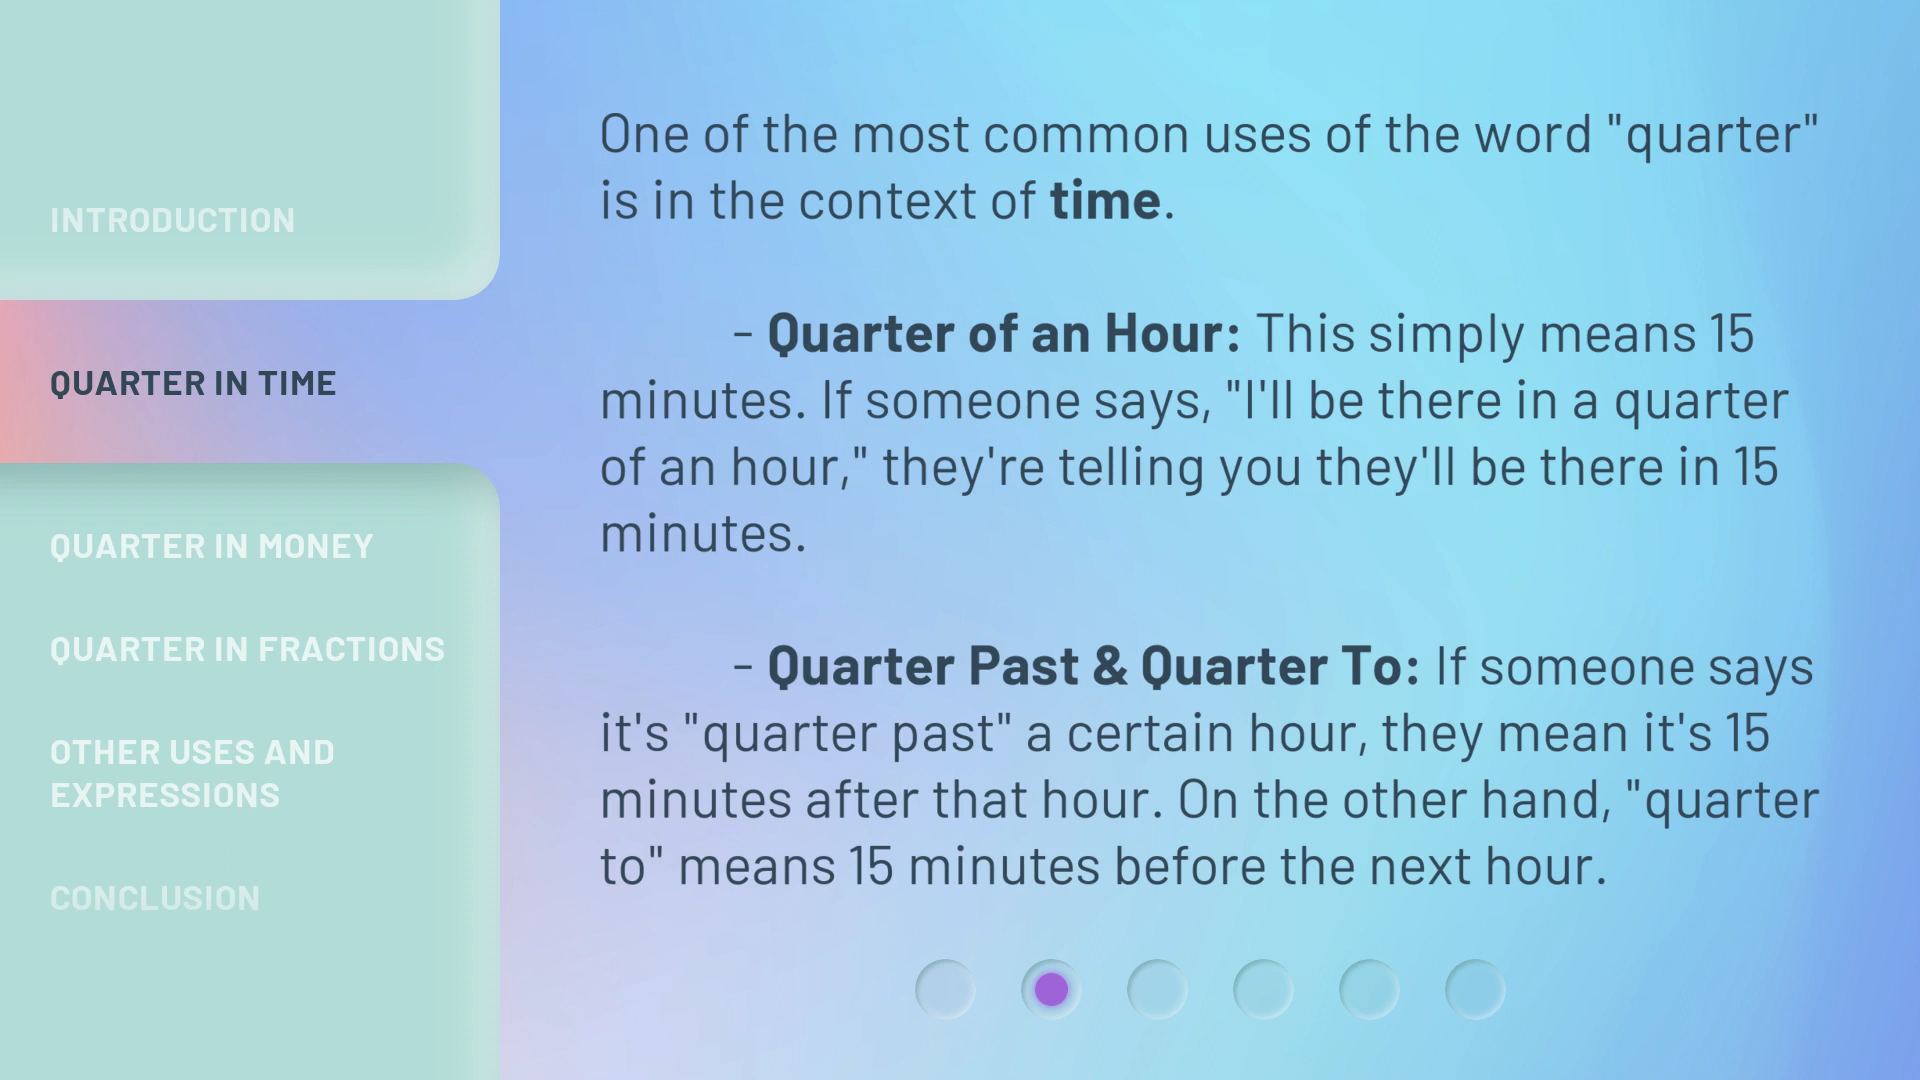 INTRODUCTION
QUARTER IN TIME
QUARTER IN MONEY
QUARTER IN FRACTIONS
OTHER USES AND
EXPRESSIONS
CONCLUSION
One of the most common uses of the word "quarter"
is in the context of time.
- Quarter of an Hour: This simply means 15
minutes. If someone says, "I'll be there in a quarter
of an hour," they're telling you they'll be there in 15
minutes.
- Quarter Past & Quarter To: If someone says
it's "quarter past" a certain hour, they mean it's 15
minutes after that hour. On the other hand, "quarter
to" means 15 minutes before the next hour.